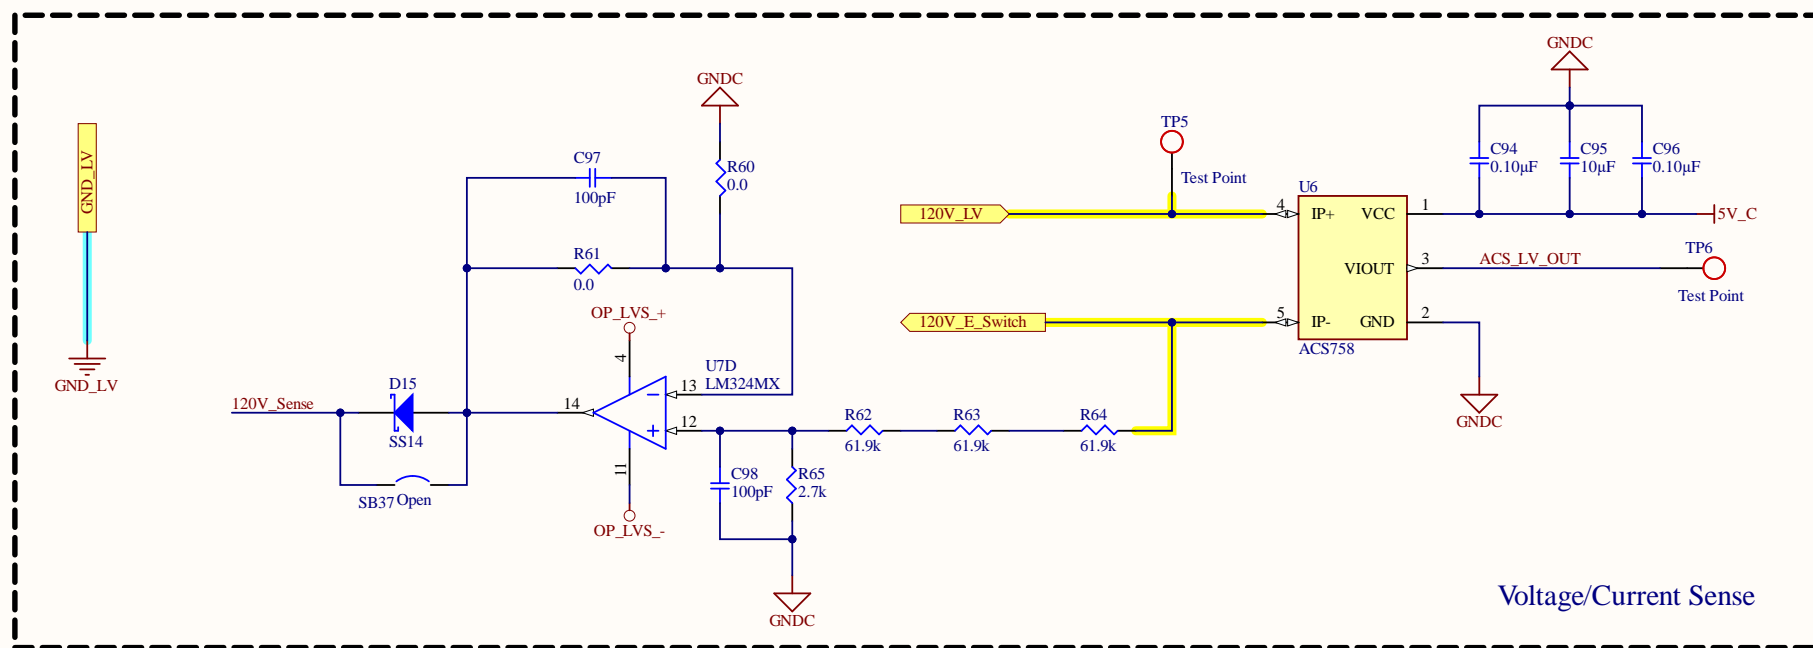 GNDC
GNDC
TP5
C94
0.10µF
C95
10µF
C96
0.10µF
GND_LV
C97
100pF
R60
0.0
Test Point
U6
120V_LV
4
IP+
VCC
1
5V_C
R61
0.0
VIOUT
3
ACS_LV_OUT
TP6
Test Point
OP_LVS_+
120V_E_Switch
5
IP-
GND
2
ACS758
4
GND_LV
U7D
LM324MX
13
D15
120V_Sense
SS14
14
12
R62
61.9k
R63
61.9k
R64
61.9k
GNDC
11
C98
100pF
R65
2.7k
SB37
Open
OP_LVS_-
GNDC
Voltage/Current Sense